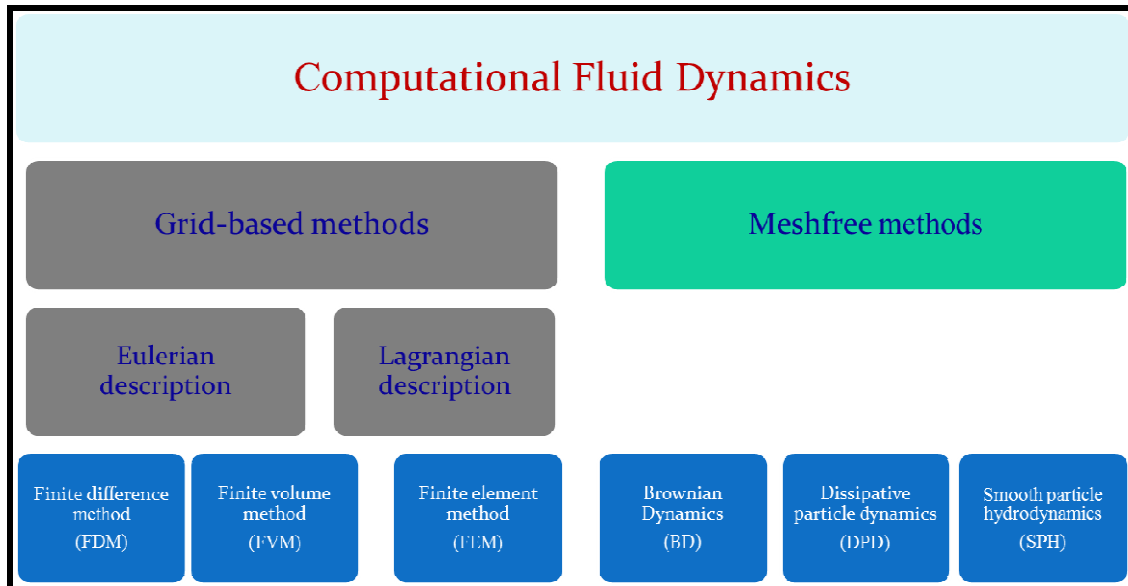 Computational Fluid Dynamics
Grid-based methods
Meshfree methods
Eulerian
description
Lagrangian
description
Finite difference
method
(FDM)
Finite volume
method
(FVM)
Finite element
method
(FEM)
Brownian
Dynamics
(BD)
Dissipative
particle dynamics
(DPD)
Smooth particle
hydrodynamics
(SPH)